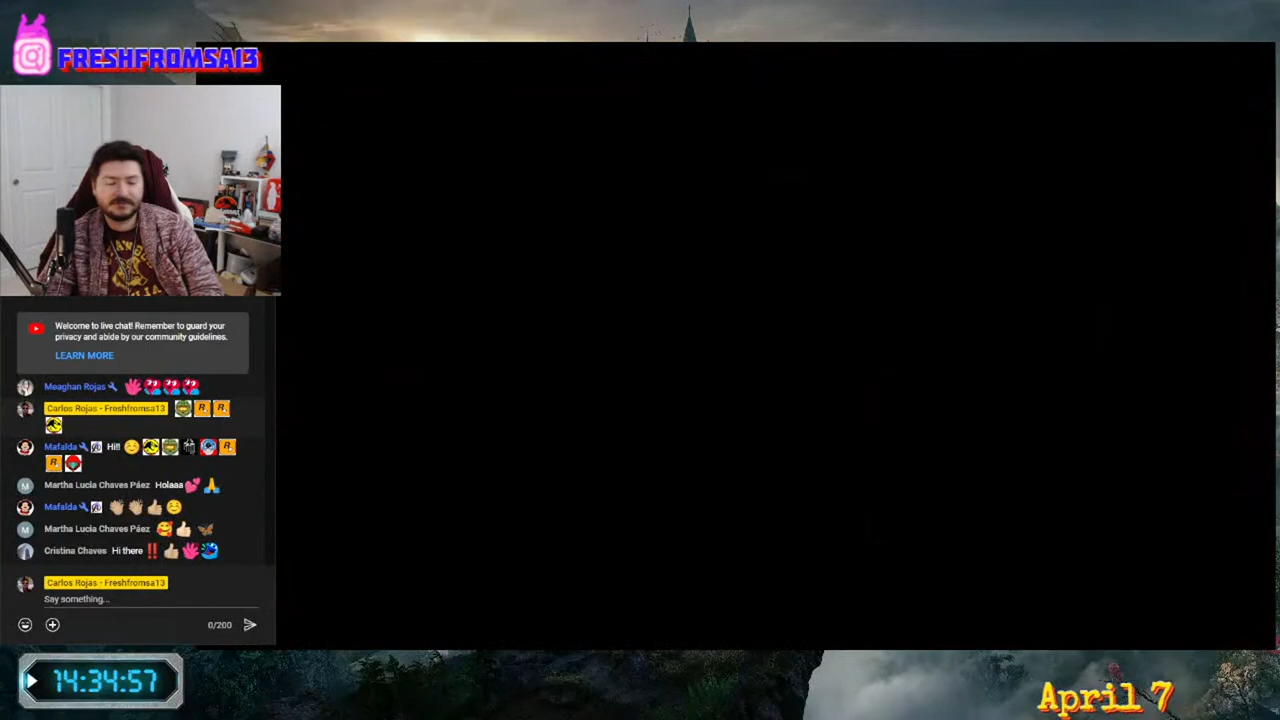 FRESHFROMSA13
Welcome to live chat! Remember to guard your
privacy and abide by our community guidelines.
LEARN MORE
Meaghan Rojas
Carlos Rojas - Freshfromsa13
Mafalda Hi!!
Martha Lucia Chaves Páez Holaaa
Mafalda
Martha Lucia Chaves Páez
Cristina Chaves Hi there
Carlos Rojas - Freshfromsa13
Say something...
0/200
14:34:57
April 7